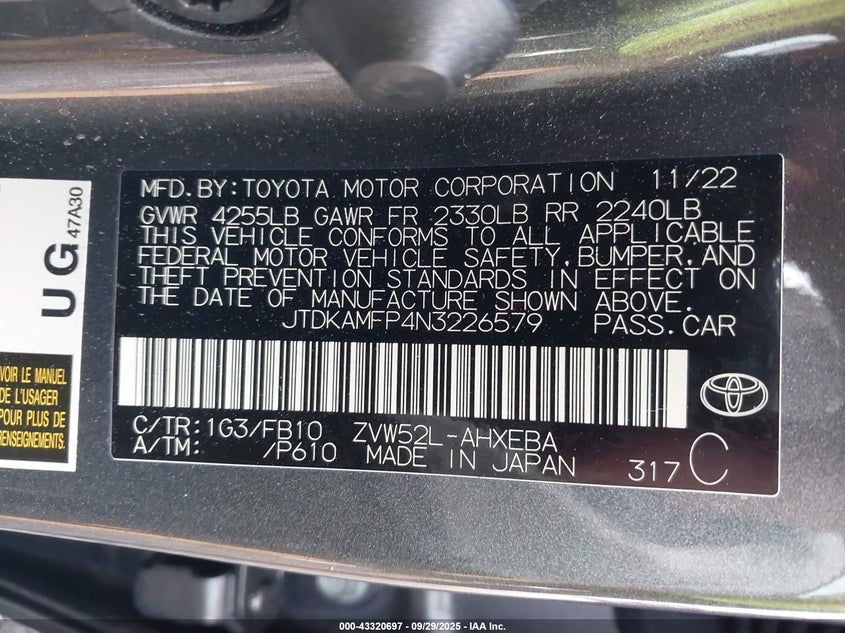 MFD.BY:TOYOTA MOTOR CORPORATION 11/22
GVWR 4255LB GAWR FR 2330LB RR 2240LB
THIS VEHICLE CONFORMS TO ALL APPLICABLE
FEDERAL MOTOR VEHICLE SAFETY,BUMPER,AND
THEFT PREVENTION STANDARDS IN EFFECT ON
THE DATE OF MANUFACTURE SHOWN ABOVE.
JTDKAMFP4N3226579 PASS.CAR
C/TR:1G3/FB10 ZVW52L-AHXEBA
A/TM: /P610 MADE IN JAPAN 317 C
UG
47A30
VOIR LE MANUEL
DE L'USAGER
POUR PLUS DE
RENSEIGNEMENTS.
000-43320697 - 09/29/2025 - IAA Inc.